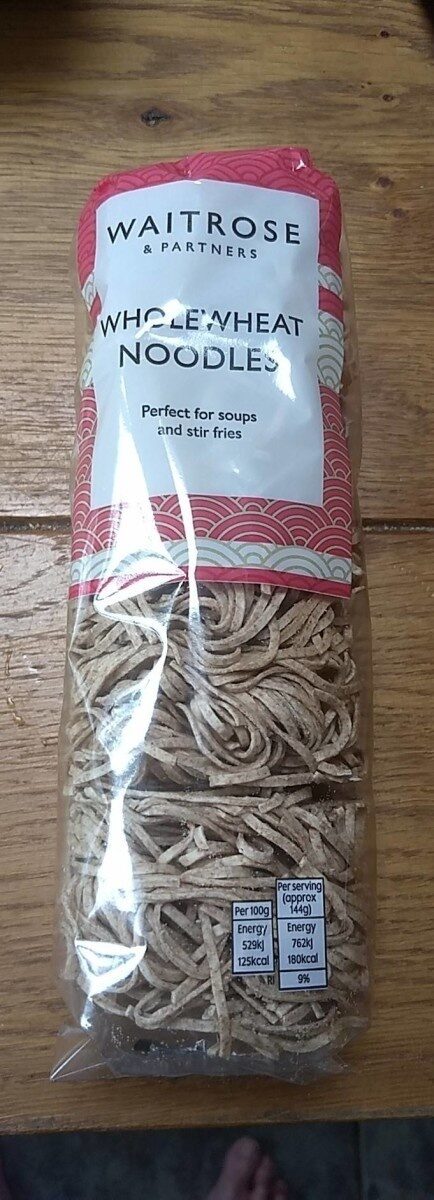 WAITROSE
& PARTNERS
WHOLEWHEAT
NOODLES
Perfect for soups
and stir fries
Per 100g
Energy
529kJ
125kcal
Per serving
(approx
144g)
Energy
762kJ
180kcal
9%